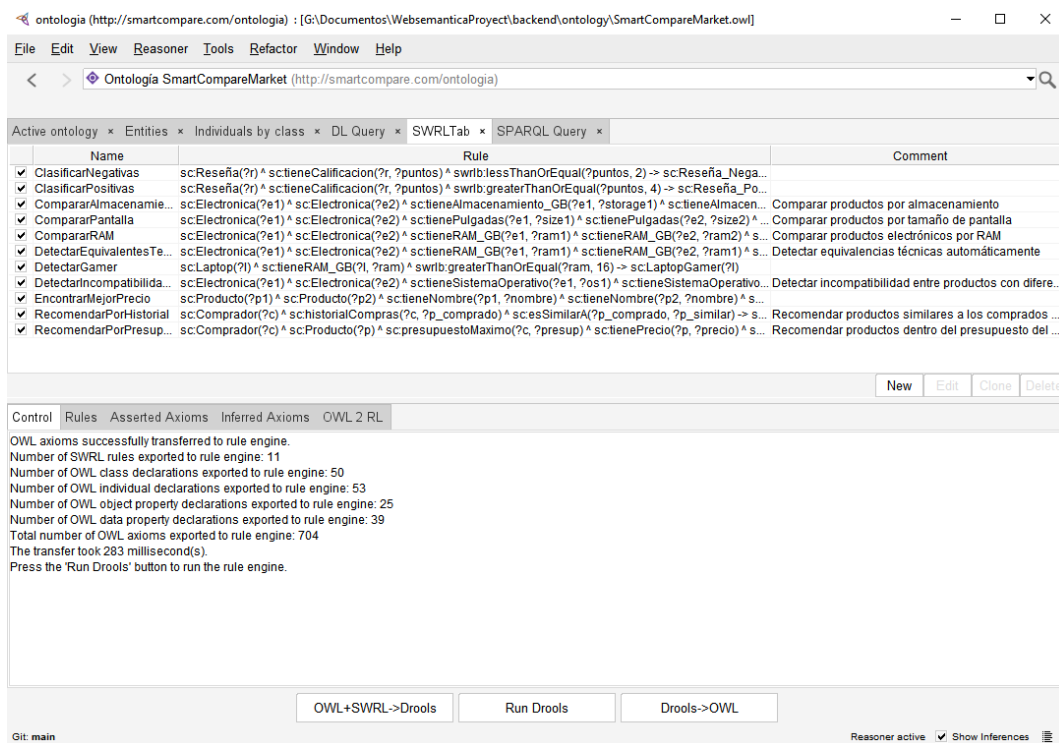 ontologia (http://smartcompare.com/ontologia) : [G:\Documentos\WebsemanticaProyect\backend\ontology\SmartCompareMarket.owl]
File Edit View Reasoner Tools Refactor Window Help
Ontología SmartCompareMarket (http://smartcompare.com/ontologia)
Active ontology × Entities × Individuals by class × DL Query × SWRLTab × SPARQL Query ×
Name Rule Comment
ClasificarNegativas sc:Reseña(?r) ^ sc:tieneCalificacion(?r, ?puntos) ^ swrlb:lessThanOrEqual(?puntos, 2) -> sc:Reseña_Nega...
ClasificarPositivas sc:Reseña(?r) ^ sc:tieneCalificacion(?r, ?puntos) ^ swrlb:greaterThanOrEqual(?puntos, 4) -> sc:Reseña_Po...
CompararAlmacenamie... sc:Electronica(?e1) ^ sc:Electronica(?e2) ^ sc:tieneAlmacenamiento_GB(?e1, ?storage1) ^ sc:tieneAlmacen... Comparar productos por almacenamiento
CompararPantalla sc:Electronica(?e1) ^ sc:Electronica(?e2) ^ sc:tienePulgadas(?e1, ?size1) ^ sc:tienePulgadas(?e2, ?size2) ^ ... Comparar productos por tamaño de pantalla
CompararRAM sc:Electronica(?e1) ^ sc:Electronica(?e2) ^ sc:tieneRAM_GB(?e1, ?ram1) ^ sc:tieneRAM_GB(?e2, ?ram2) ^ s... Comparar productos electrónicos por RAM
DetectarEquivalentesTe... sc:Electronica(?e1) ^ sc:Electronica(?e2) ^ sc:tieneRAM_GB(?e1, ?ram1) ^ sc:tieneRAM_GB(?e2, ?ram1) ^ s... Detectar equivalencias técnicas automáticamente
DetectarGamer sc:Laptop(?l) ^ sc:tieneRAM_GB(?l, ?ram) ^ swrlb:greaterThanOrEqual(?ram, 16) -> sc:LaptopGamer(?l)
DetectarIncompatibilida... sc:Electronica(?e1) ^ sc:Electronica(?e2) ^ sc:tieneSistemaOperativo(?e1, ?os1) ^ sc:tieneSistemaOperativo... Detectar incompatibilidad entre productos con difere...
EncontrarMejorPrecio sc:Producto(?p1) ^ sc:Producto(?p2) ^ sc:tieneNombre(?p1, ?nombre) ^ sc:tieneNombre(?p2, ?nombre) ^ s...
RecomendarPorHistorial sc:Comprador(?c) ^ sc:historialCompras(?c, ?p_comprado) ^ sc:esSimilarA(?p_comprado, ?p_similar) -> s... Recomendar productos similares a los comprados ...
RecomendarPorPresup... sc:Comprador(?c) ^ sc:Producto(?p) ^ sc:presupuestoMaximo(?c, ?presup) ^ sc:tienePrecio(?p, ?precio) ^ s... Recomendar productos dentro del presupuesto del ...
New Edit Clone Delete
Control Rules Asserted Axioms Inferred Axioms OWL 2 RL
OWL axioms successfully transferred to rule engine.
Number of SWRL rules exported to rule engine: 11
Number of OWL class declarations exported to rule engine: 50
Number of OWL individual declarations exported to rule engine: 53
Number of OWL object property declarations exported to rule engine: 25
Number of OWL data property declarations exported to rule engine: 39
Total number of OWL axioms exported to rule engine: 704
The transfer took 283 millisecond(s).
Press the 'Run Drools' button to run the rule engine.
OWL+SWRL->Drools Run Drools Drools->OWL
Git: main Reasoner active Show Inferences